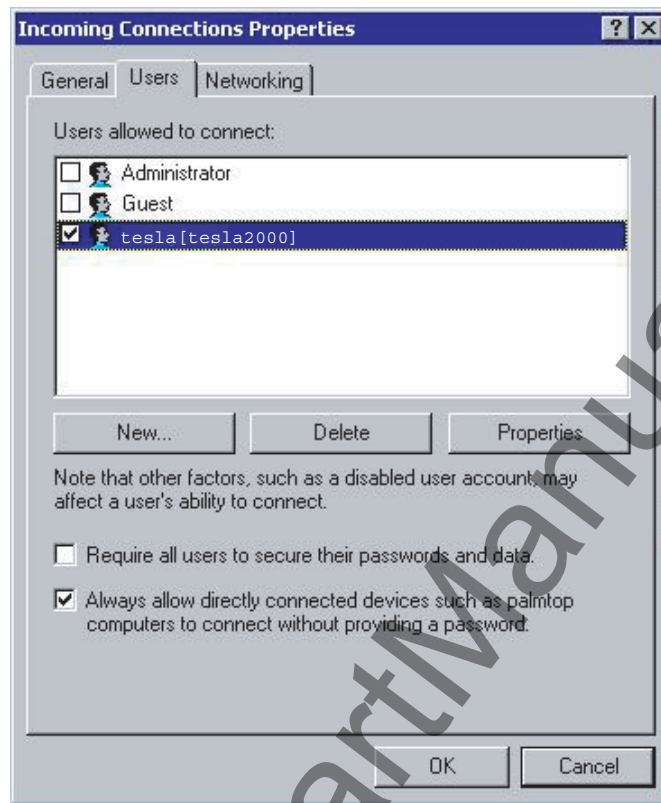 Incoming Connections Properties
General
Users
Networking
Users allowed to connect:
Administrator
Guest
tesla[tesla2000]
New...
Delete
Properties
Note that other factors, such as a disabled user account, may
affect a user's ability to connect.
Require all users to secure their passwords and data.
Always allow directly connected devices such as palmtop
computers to connect without providing a password.
OK
Cancel